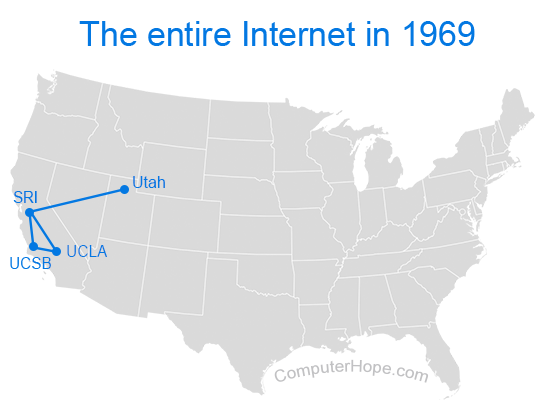 The entire Internet in 1969
Utah
SRI
UCLA
UCSB
ComputerHope.com